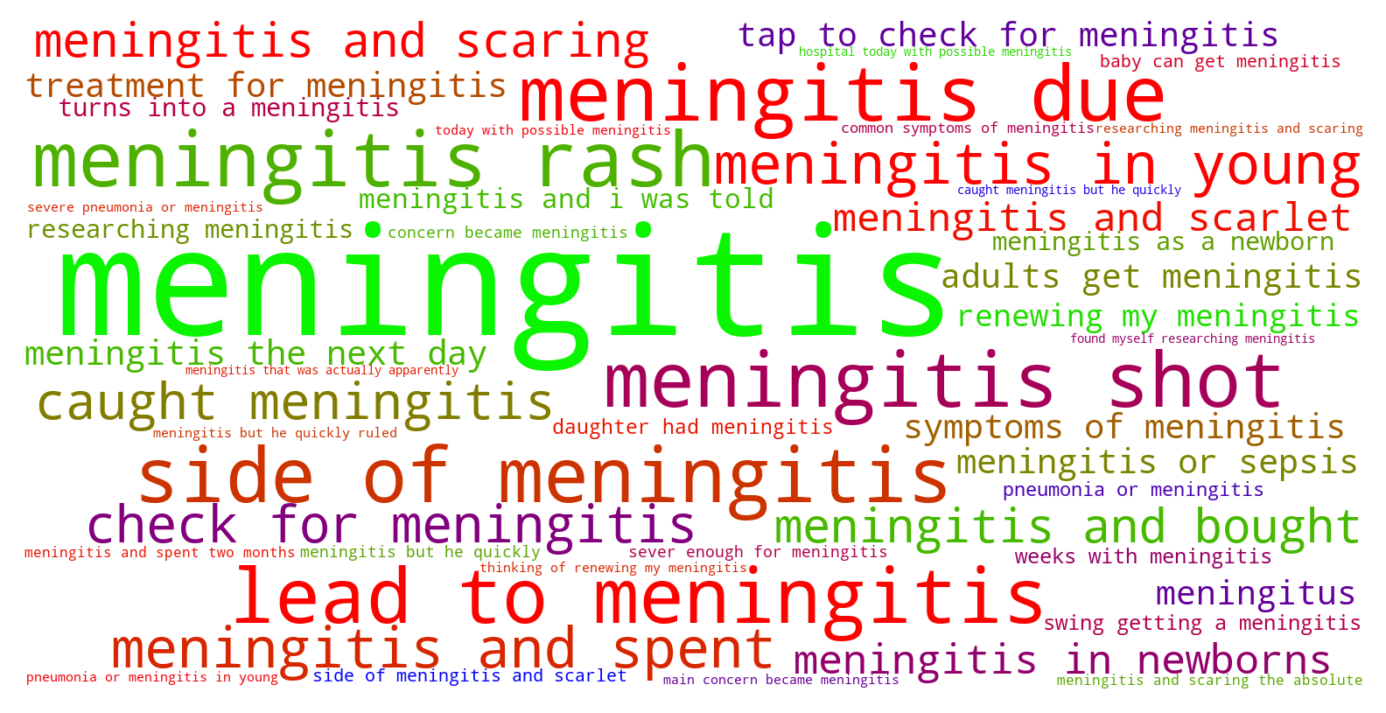 meningitis and scaring
tap to check for meningitis
hospital today with possible meningitis
baby can get meningitis
treatment for meningitis
meningitis due
turns into a meningitis
today with possible meningitis
common symptoms of meningitis
researching meningitis and scaring
meningitis rash
meningitis in young
meningitis and i was told
caught meningitis but he quickly
severe pneumonia or meningitis
meningitis and scarlet
researching meningitis
concern became meningitis
meningitis as a newborn
meningitis
adults get meningitis
renewing my meningitis
found myself researching meningitis
meningitis the next day
meningitis that was actually apparently
meningitis shot
caught meningitis
daughter had meningitis
symptoms of meningitis
meningitis but he quickly ruled
side of meningitis
meningitis or sepsis
pneumonia or meningitis
check for meningitis
meningitis and bought
meningitis and spent two months
meningitis but he quickly
sever enough for meningitis
weeks with meningitis
thinking of renewing my meningitis
lead to meningitis
meningitus
swing getting a meningitis
meningitis and spent
meningitis in newborns
pneumonia or meningitis in young
side of meningitis and scarlet
main concern became meningitis
meningitis and scaring the absolute